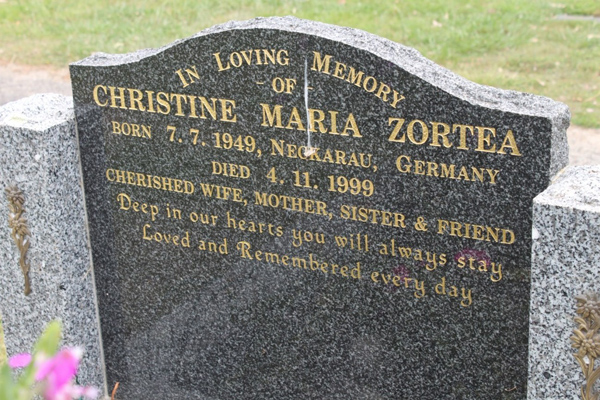 IN LOVING MEMORY
OF
CHRISTINE MARIA ZORTEA
BORN 7. 7. 1949, NECKARAU, GERMANY
DIED 4. 11. 1999
CHERISHED WIFE, MOTHER, SISTER & FRIEND
Deep in our hearts you will always stay
Loved and Remembered every day